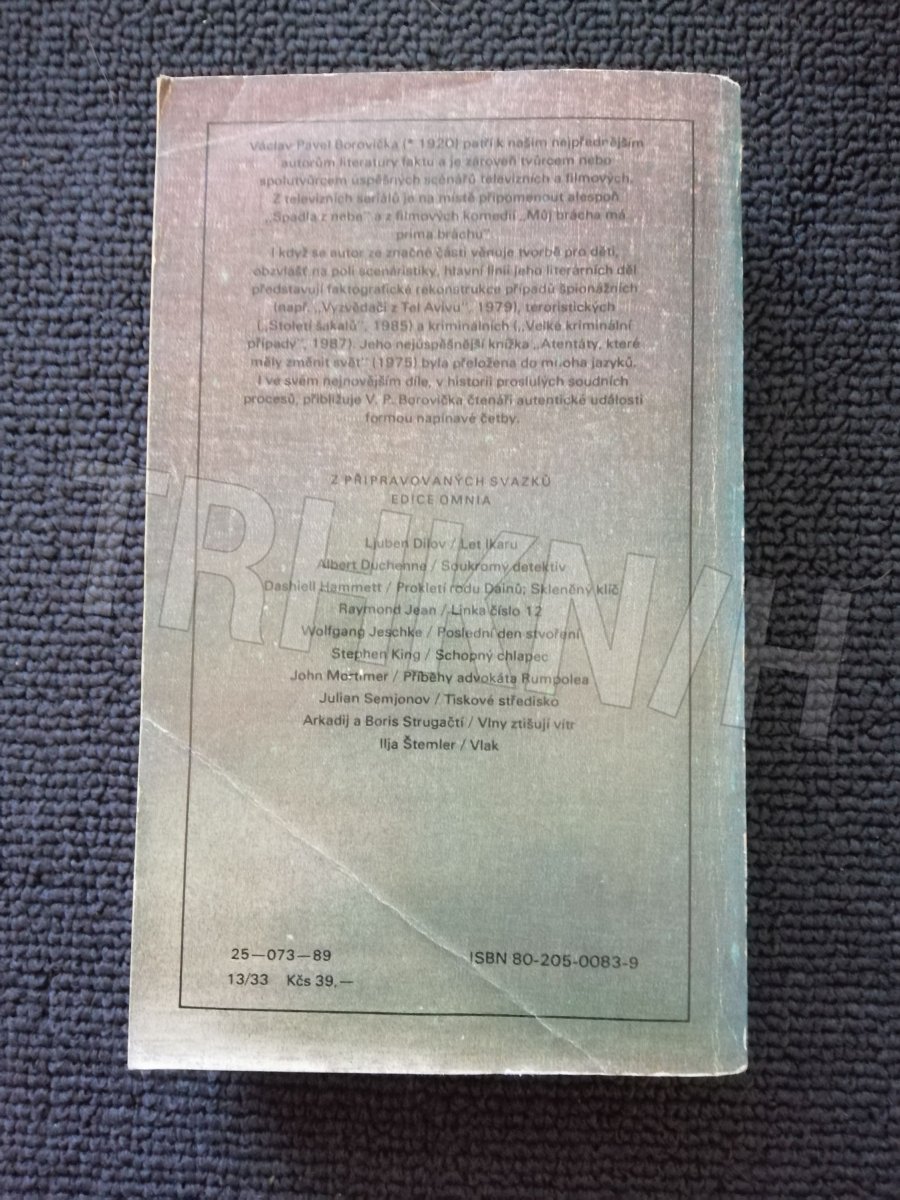 Václav Pavel Borovička (* 1920) patří k našim nejpřednějším
autorům literatury faktu a je zároveň tvůrcem nebo
spolutvůrcem úspěšných scénářů televizních a filmových.
Z televizních seriálů je na místě připomenout alespoň
„Spadla z nebe" a z filmových komedií „Můj brácha má
prima bráchu"
I když se autor ze značné části věnuje tvorbě pro děti,
obzvlášť na poli scenáristiky, hlavní linii jeho literárních děl
představují faktografické rekonstrukce případů špionážních
(např. „Vyzvědači z Tel Avivu", 1979), teroristických
(„Století šakalů", 1985) a kriminálních („Velké kriminální
případy", 1987). Jeho nejúspěšnější knížka „Atentáty, které
měly změnit svět" (1975) byla přeložena do mnoha jazyků.
I ve svém nejnovějším díle, v historii proslulých soudních
procesů, přibližuje V. P. Borovička čtenáři autentické události
formou napínavé četby.
Z PŘIPRAVOVANÝCH SVAZKŮ
EDICE OMNIA
Ljuben Dilov / Let Ikaru
Albert Duchenne / Soukromý detektiv
Dashiell Hammett / Prokletí rodu Dainů; Skleněný klíč
Raymond Jean / Linka číslo 12
Wolfgang Jeschke / Poslední den stvoření
Stephen King / Schopný chlapec
John Mortimer / Příběhy advokáta Rumpolea
Julian Semjonov / Tiskové středisko
Arkadij a Boris Strugačtí / Vlny ztišují vítr
Ilja Štemler / Vlak
TRHKNIH
25—073—89
13/33 Kčs 39,—
ISBN 80-205-0083-9